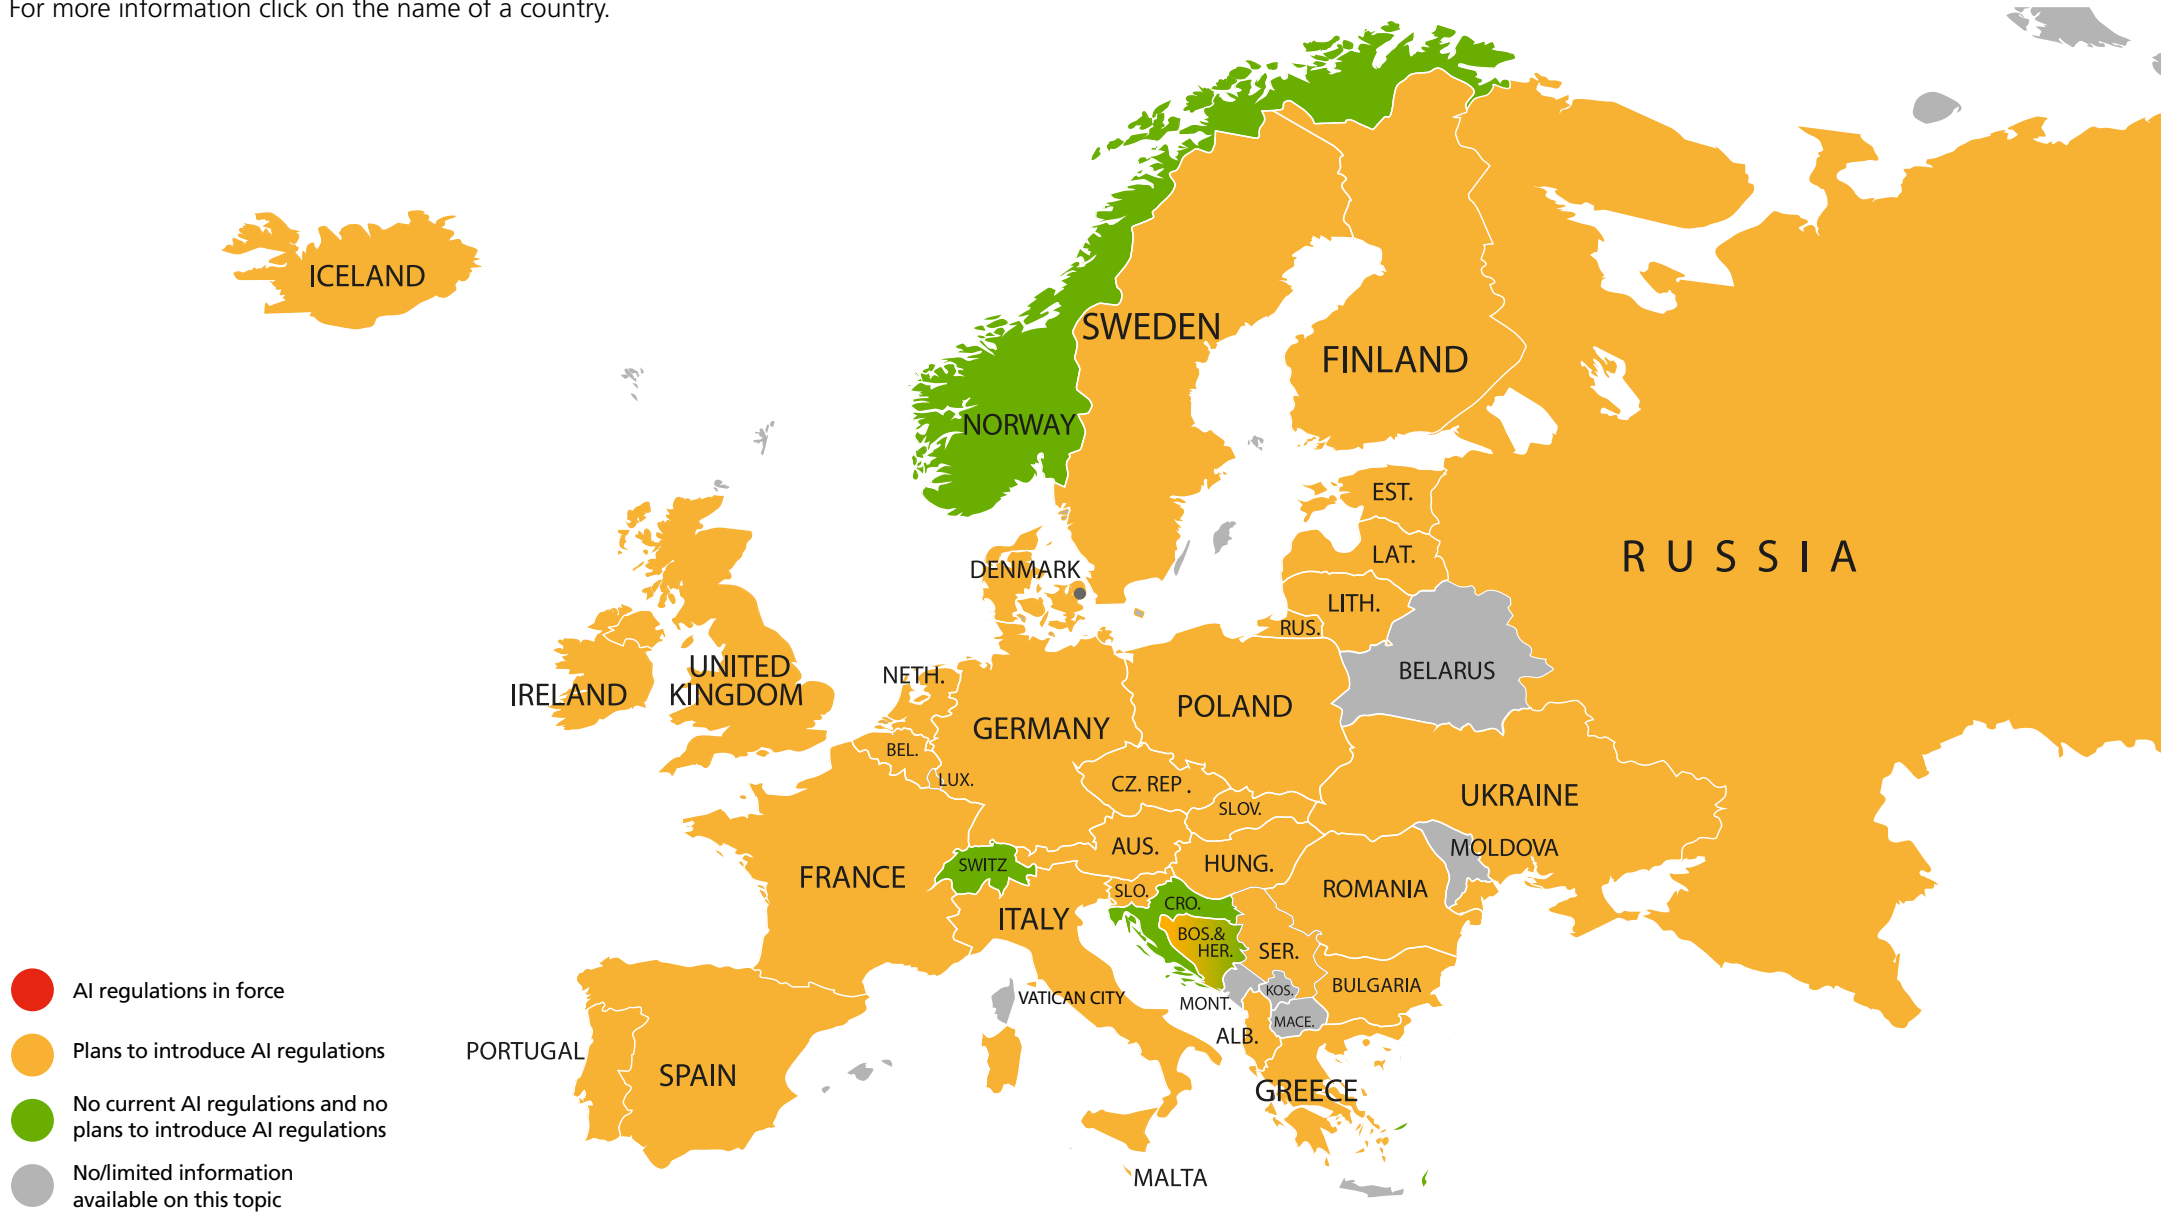 For more information click on the name of a country.
ICELAND
SWEDEN
FINLAND
NORWAY
EST.
RUSSIA
LAT.
DENMARK
LITH.
RUS.
UNITED
KINGDOM
BELARUS
NETH.
IRELAND
POLAND
GERMANY
BEL.
LUX.
CZ. REP.
UKRAINE
SLOV.
AUS.
MOLDOVA
HUNG.
SWITZ
FRANCE
ROMANIA
SLO.
CRO.
ITALY
BOS.&
HER.
SER.
BULGARIA
KOS.
AI regulations in force
VATICAN CITY
MONT.
MACE.
ALB.
PORTUGAL
Plans to introduce AI regulations
SPAIN
GREECE
No current AI regulations and no
plans to introduce AI regulations
MALTA
No/limited information
available on this topic